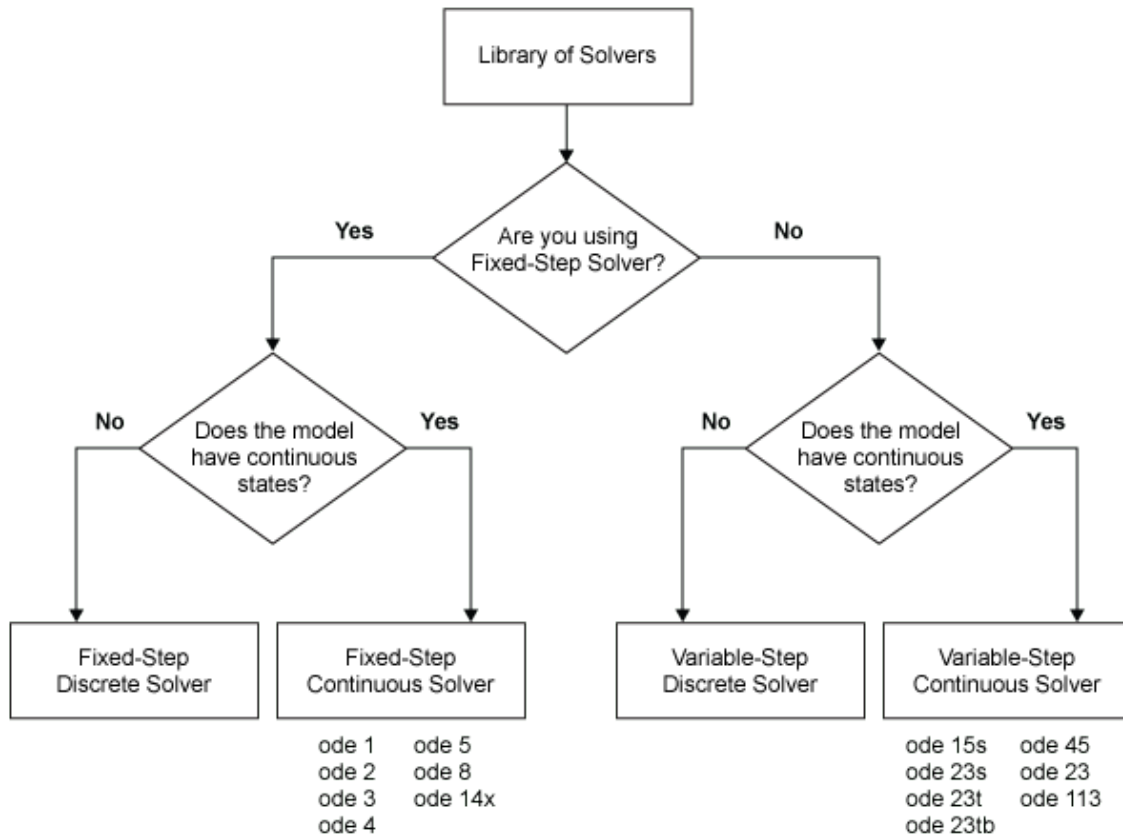 Library of Solvers
Yes
Are you using
Fixed-Step Solver?
No
No
Does the model
have continuous
states?
Yes
No
Does the model
have continuous
states?
Yes
Fixed-Step
Discrete Solver
Fixed-Step
Continuous Solver
Variable-Step
Discrete Solver
Variable-Step
Continuous Solver
ode 1 ode 5
ode 2 ode 8
ode 3 ode 14x
ode 4
ode 15s ode 45
ode 23s ode 23
ode 23t ode 113
ode 23tb